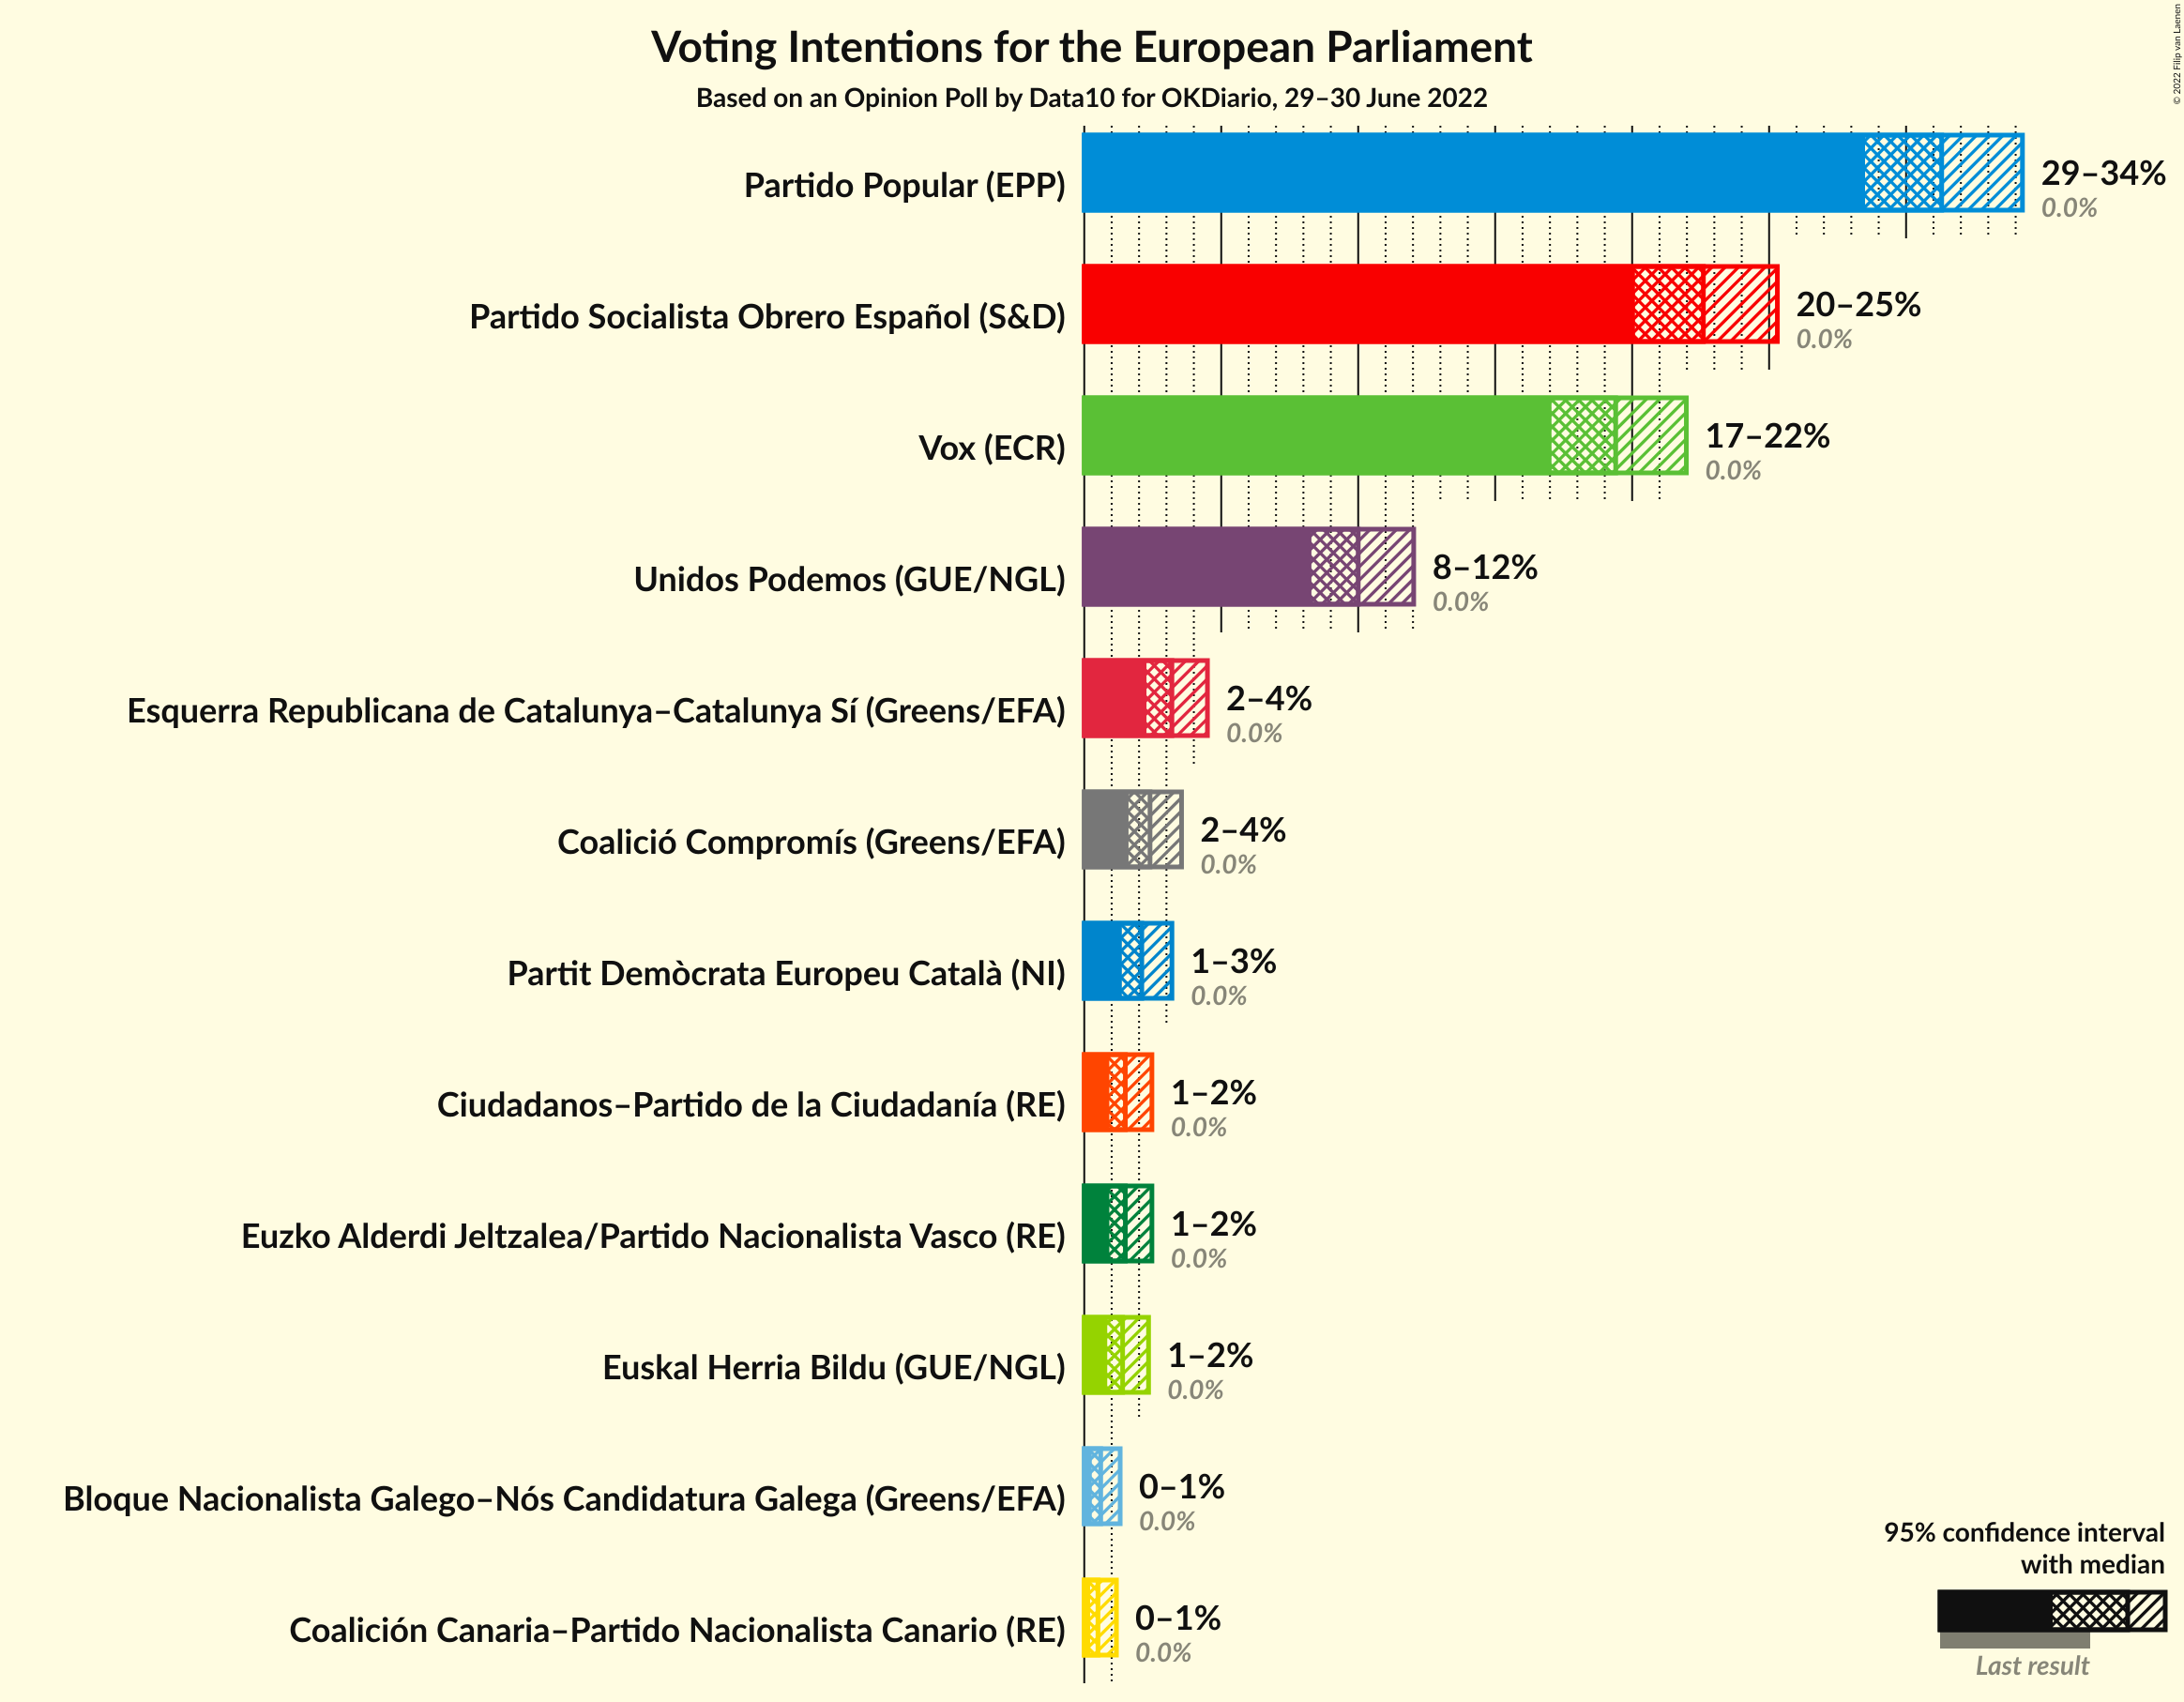 Voting Intentions for the European Parliament
Based on an Opinion Poll by Data10 for OKDiario, 29–30 June 2022
© 2022 Filip van Laenen
Partido Popular (EPP)
29–34%
0.0%
Partido Socialista Obrero Español (S&D)
20–25%
0.0%
Vox (ECR)
17–22%
0.0%
Unidos Podemos (GUE/NGL)
8–12%
0.0%
Esquerra Republicana de Catalunya–Catalunya Sí (Greens/EFA)
2–4%
0.0%
Coalició Compromís (Greens/EFA)
2–4%
0.0%
Partit Demòcrata Europeu Català (NI)
1–3%
0.0%
Ciudadanos–Partido de la Ciudadanía (RE)
1–2%
0.0%
Euzko Alderdi Jeltzalea/Partido Nacionalista Vasco (RE)
1–2%
0.0%
Euskal Herria Bildu (GUE/NGL)
1–2%
0.0%
Bloque Nacionalista Galego–Nós Candidatura Galega (Greens/EFA)
0–1%
0.0%
Coalición Canaria–Partido Nacionalista Canario (RE)
0–1%
0.0%
95% confidence interval
with median
Last result